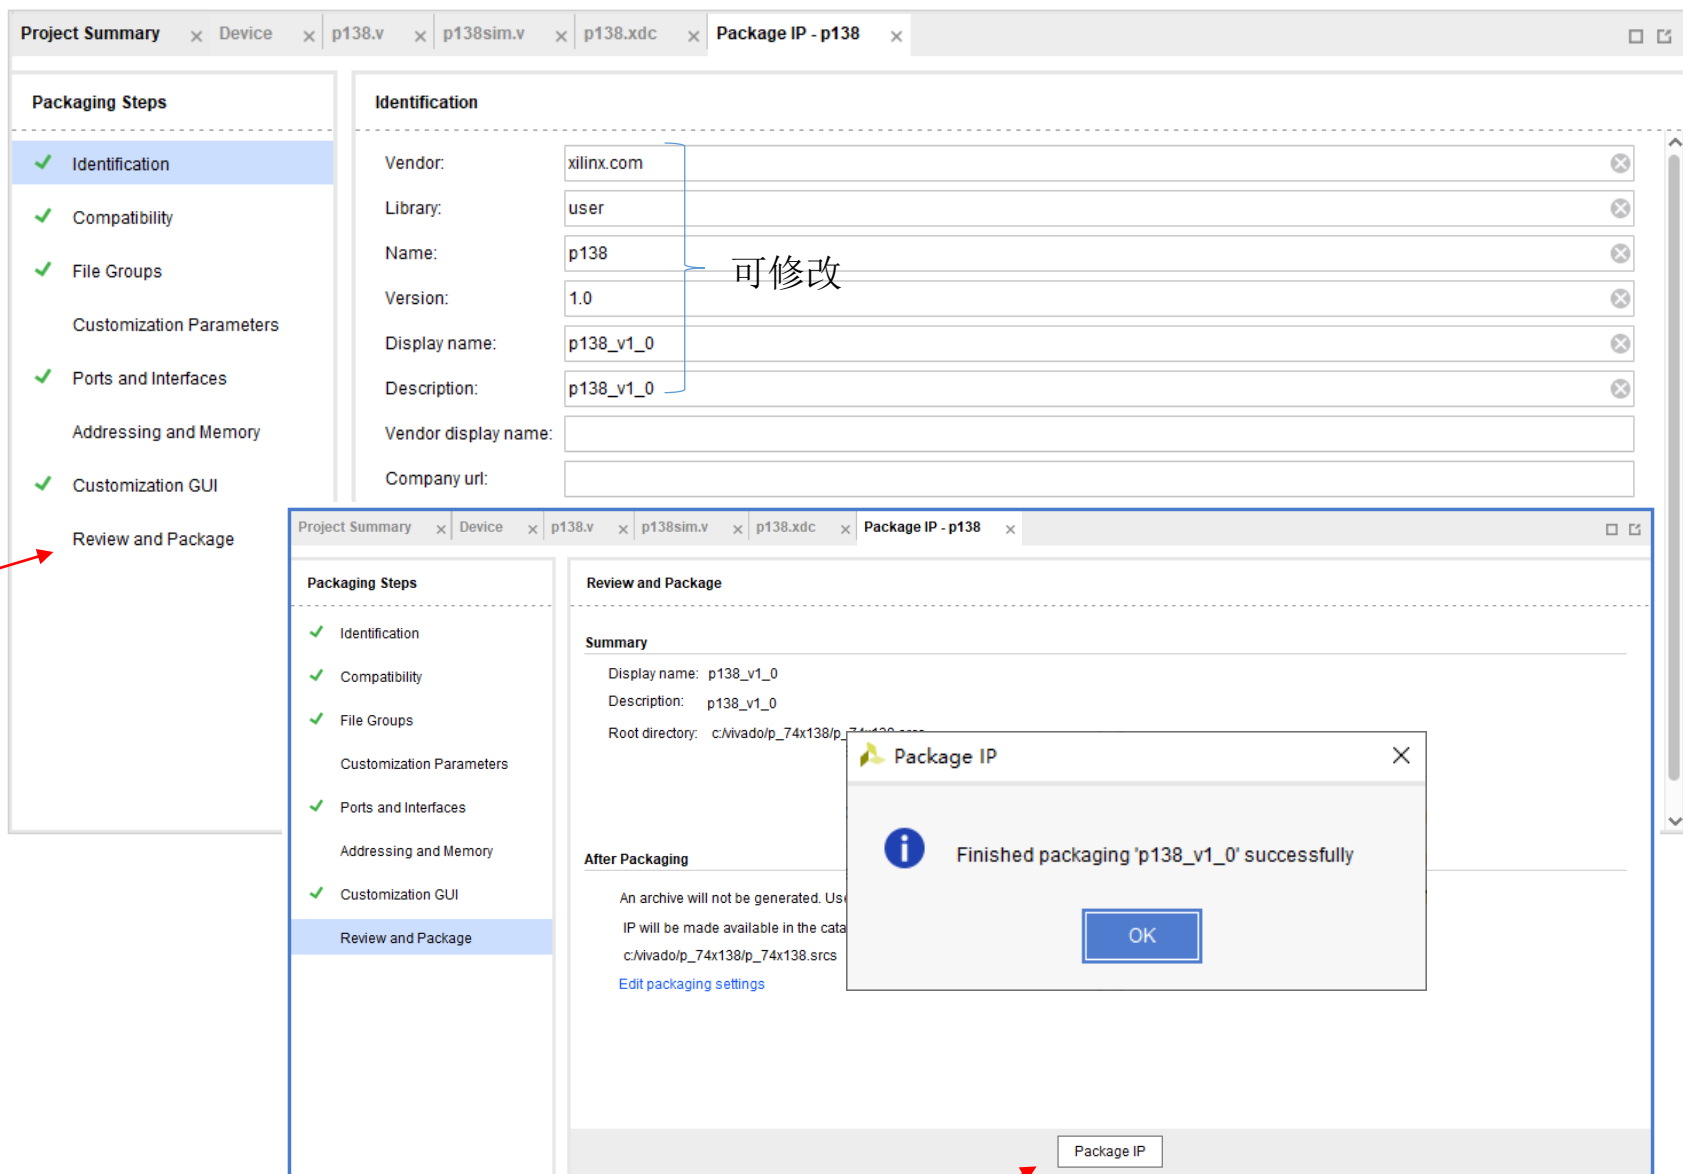 Project Summary Device p138.v p138sim.v p138.xdc Package IP - p138
Packaging Steps
Identification
Compatibility
File Groups
Customization Parameters
Ports and Interfaces
Addressing and Memory
Customization GUI
Review and Package
Identification
Vendor: xilinx.com
Library: user
Name: p138
Version: 1.0
Display name: p138_v1_0
Description: p138_v1_0
Vendor display name:
Company url:
可修改
Project Summary Device p138.v p138sim.v p138.xdc Package IP - p138
Packaging Steps
Identification
Compatibility
File Groups
Customization Parameters
Ports and Interfaces
Addressing and Memory
Customization GUI
Review and Package
Review and Package
Summary
Display name: p138_v1_0
Description: p138_v1_0
Root directory: c:/vivado/p_74x138/p_74x138.srcs
After Packaging
An archive will not be generated. Use
IP will be made available in the cata
c:/vivado/p_74x138/p_74x138.srcs
Edit packaging settings
Package IP
Finished packaging 'p138_v1_0' successfully
OK
Package IP